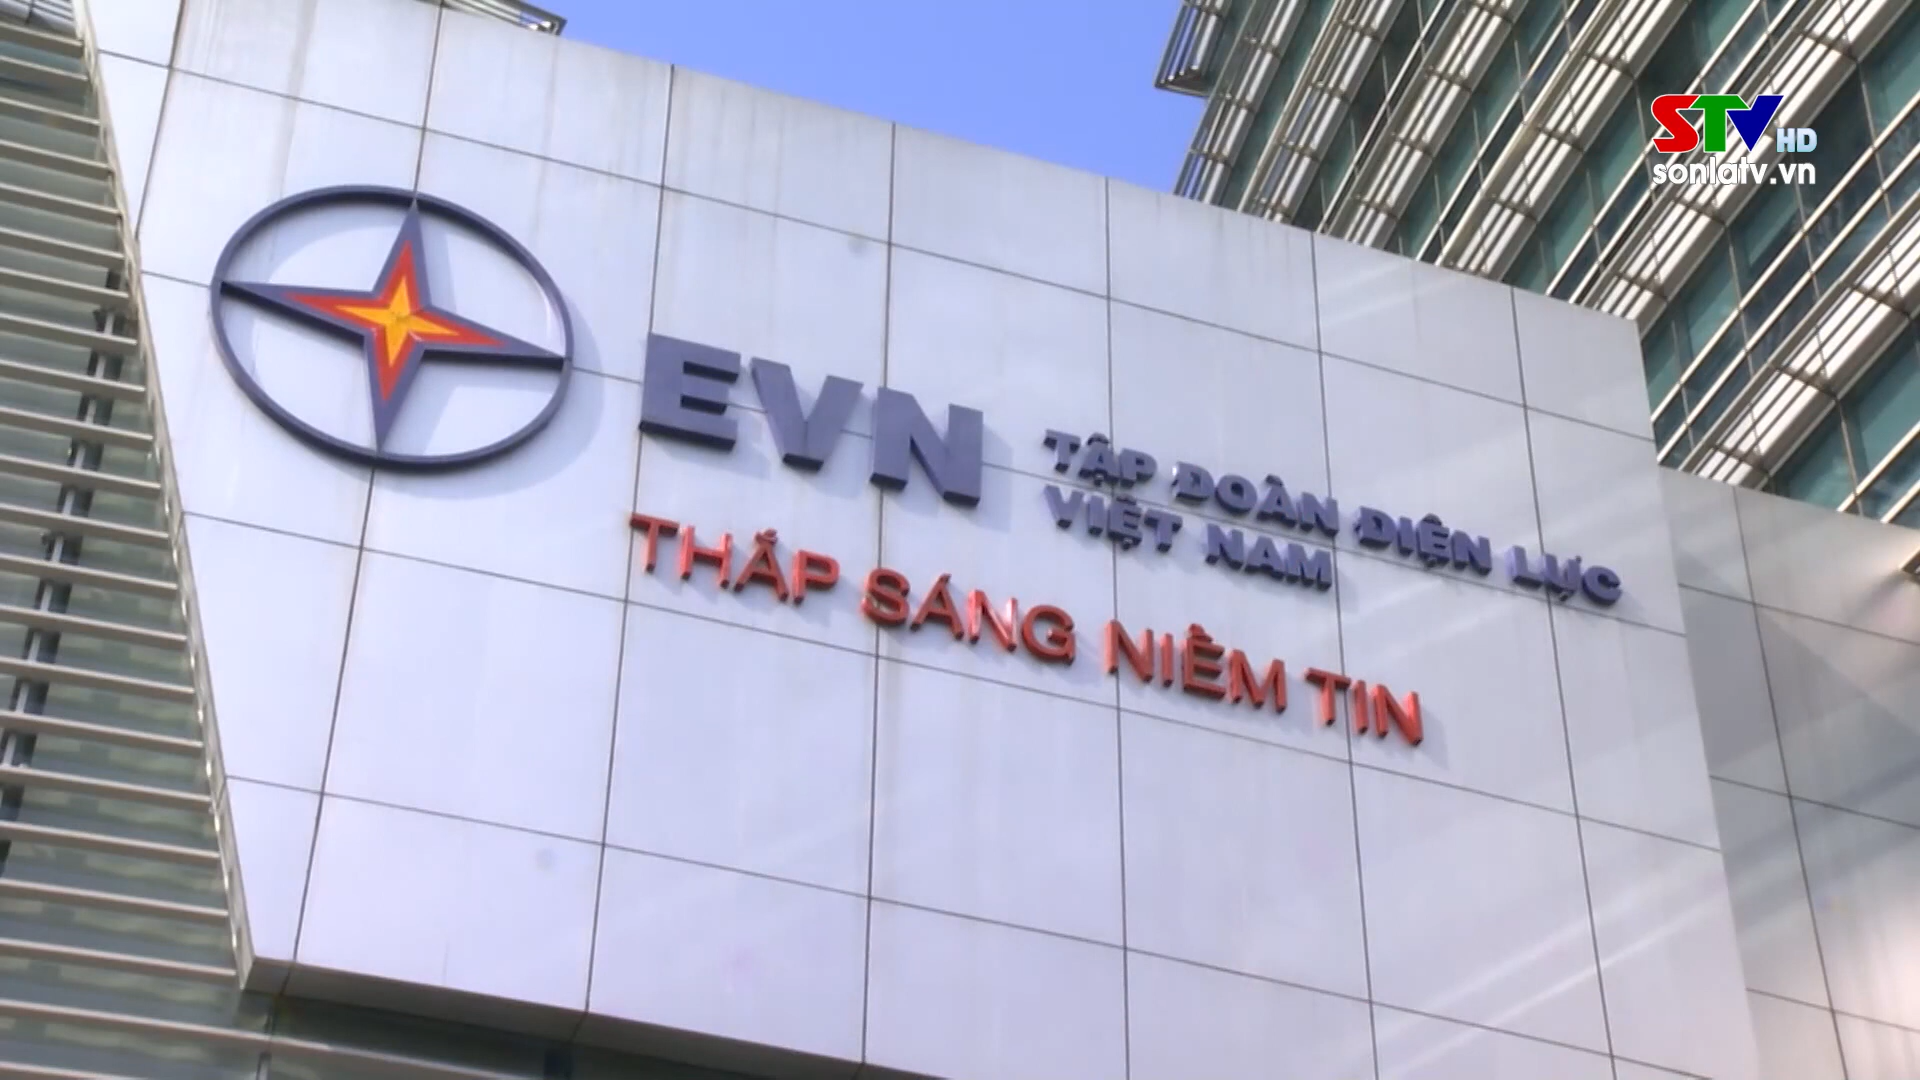 STV HD
sonlatv.vn
EVN
TẬP ĐOÀN ĐIỆN LỰC
VIỆT NAM
THẮP SÁNG NIỀM TIN